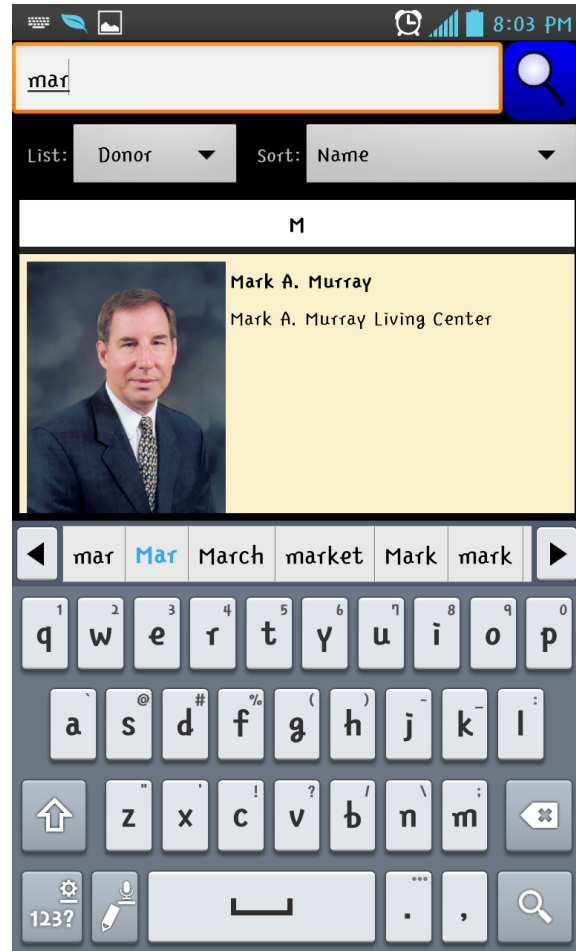 8:03 PM
mar
List: Donor Sort: Name
M
Mark A. Murray
Mark A. Murray Living Center
mar Mar March market Mark mark
q 1 w 2 e 3 r 4 t 5 y 6 u 7 i 8 o 9 p 0
a ` s @ d # f % g ( h ) j - k _ l :
z " x ' c ! v ? b / n \ m ;
123? ... . ,